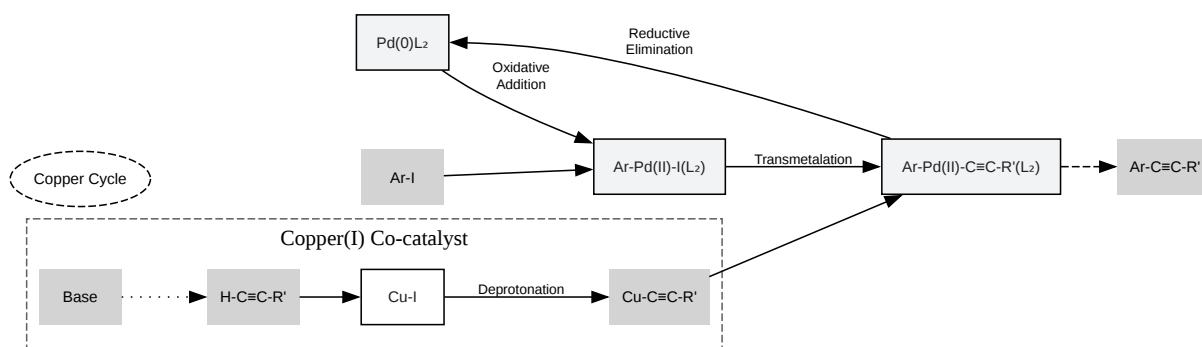 Pd(0)L₂
Reductive
Elimination
Oxidative
Addition
Copper Cycle
Ar-I
Ar-Pd(II)-I(L₂)
Transmetalation
Ar-Pd(II)-C≡C-R'(L₂)
Ar-C≡C-R'
Copper(I) Co-catalyst
Base
H-C≡C-R'
Cu-I
Deprotonation
Cu-C≡C-R'